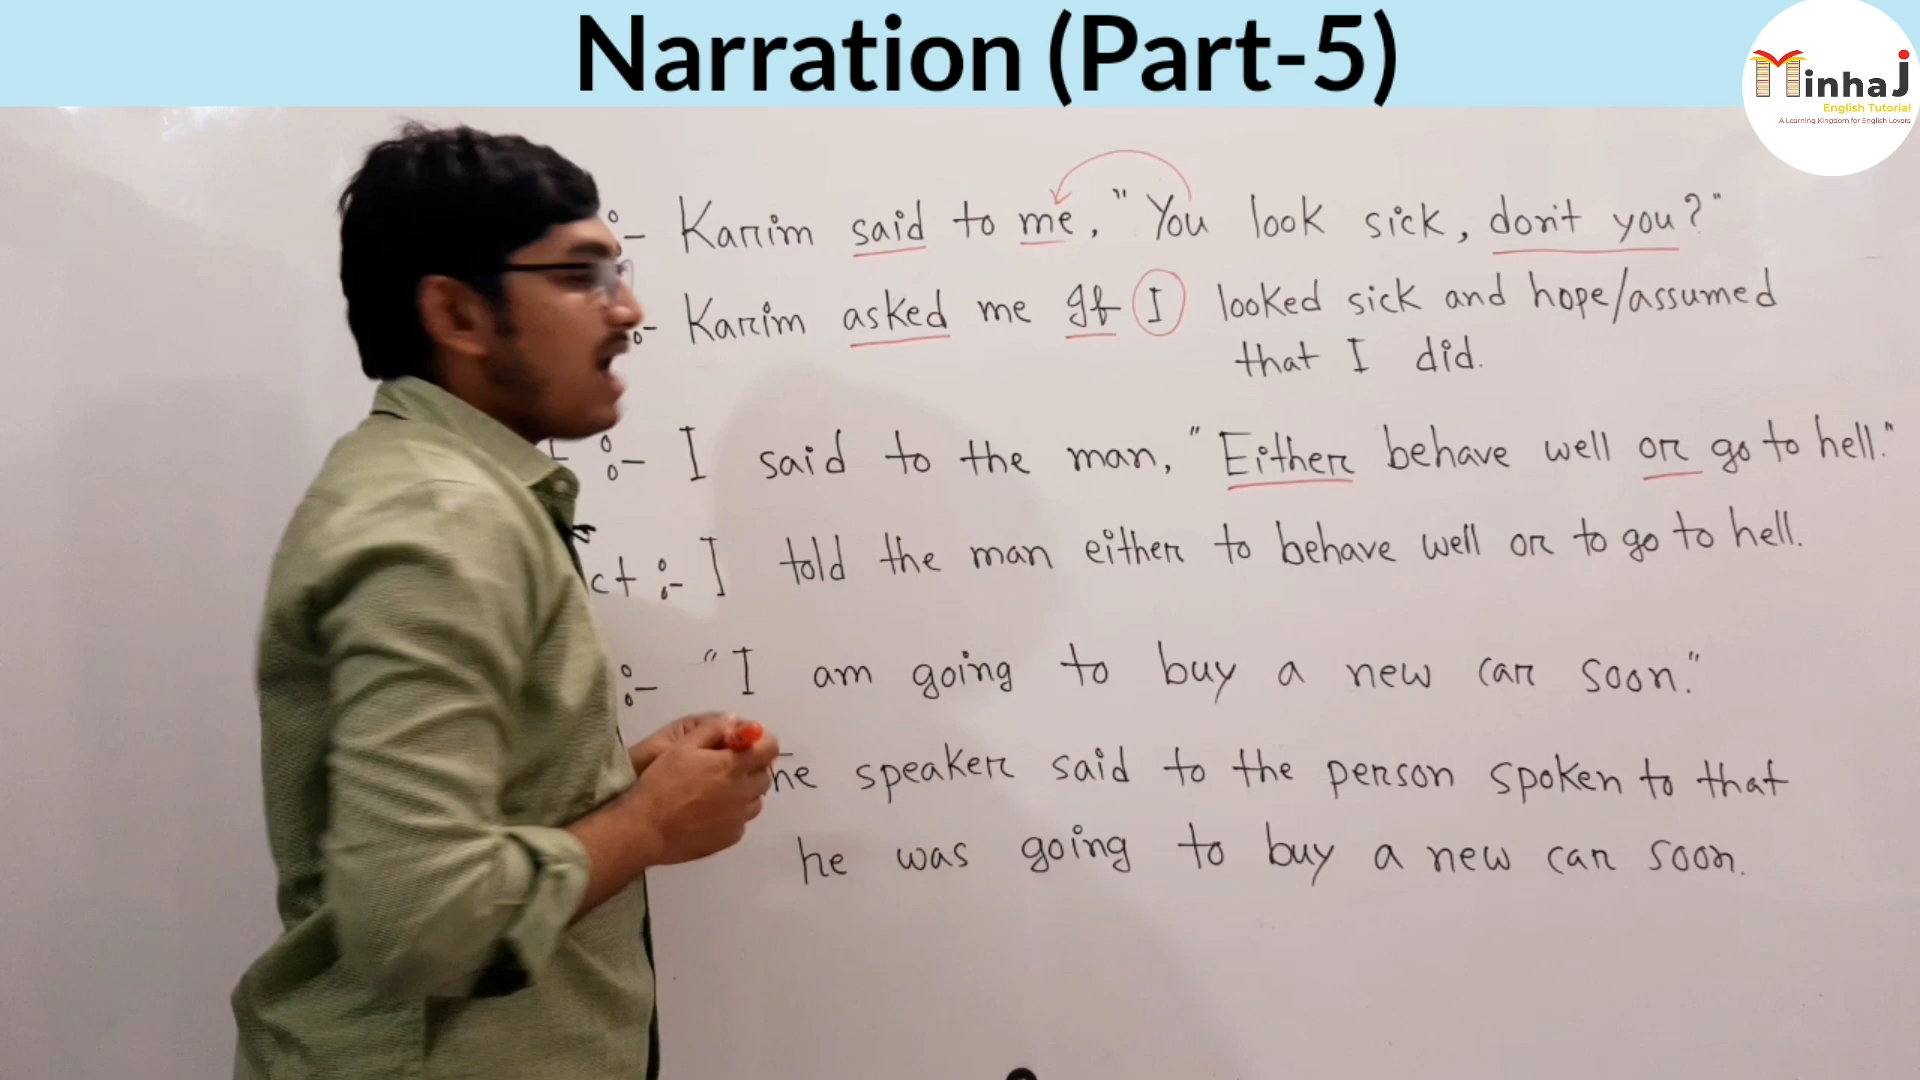 Narration (Part-5)
Minhaj
English Tutorial
A Learning Kingdom for English Lovers
:- Karim said to me, "You look sick, don't you?"
:- Karim asked me If I looked sick and hope/assumed
that I did.
:- I said to the man, "Either behave well or go to hell."
ct :- I told the man either to behave well or to go to hell.
:- "I am going to buy a new car soon."
he speaker said to the person spoken to that
he was going to buy a new car soon.